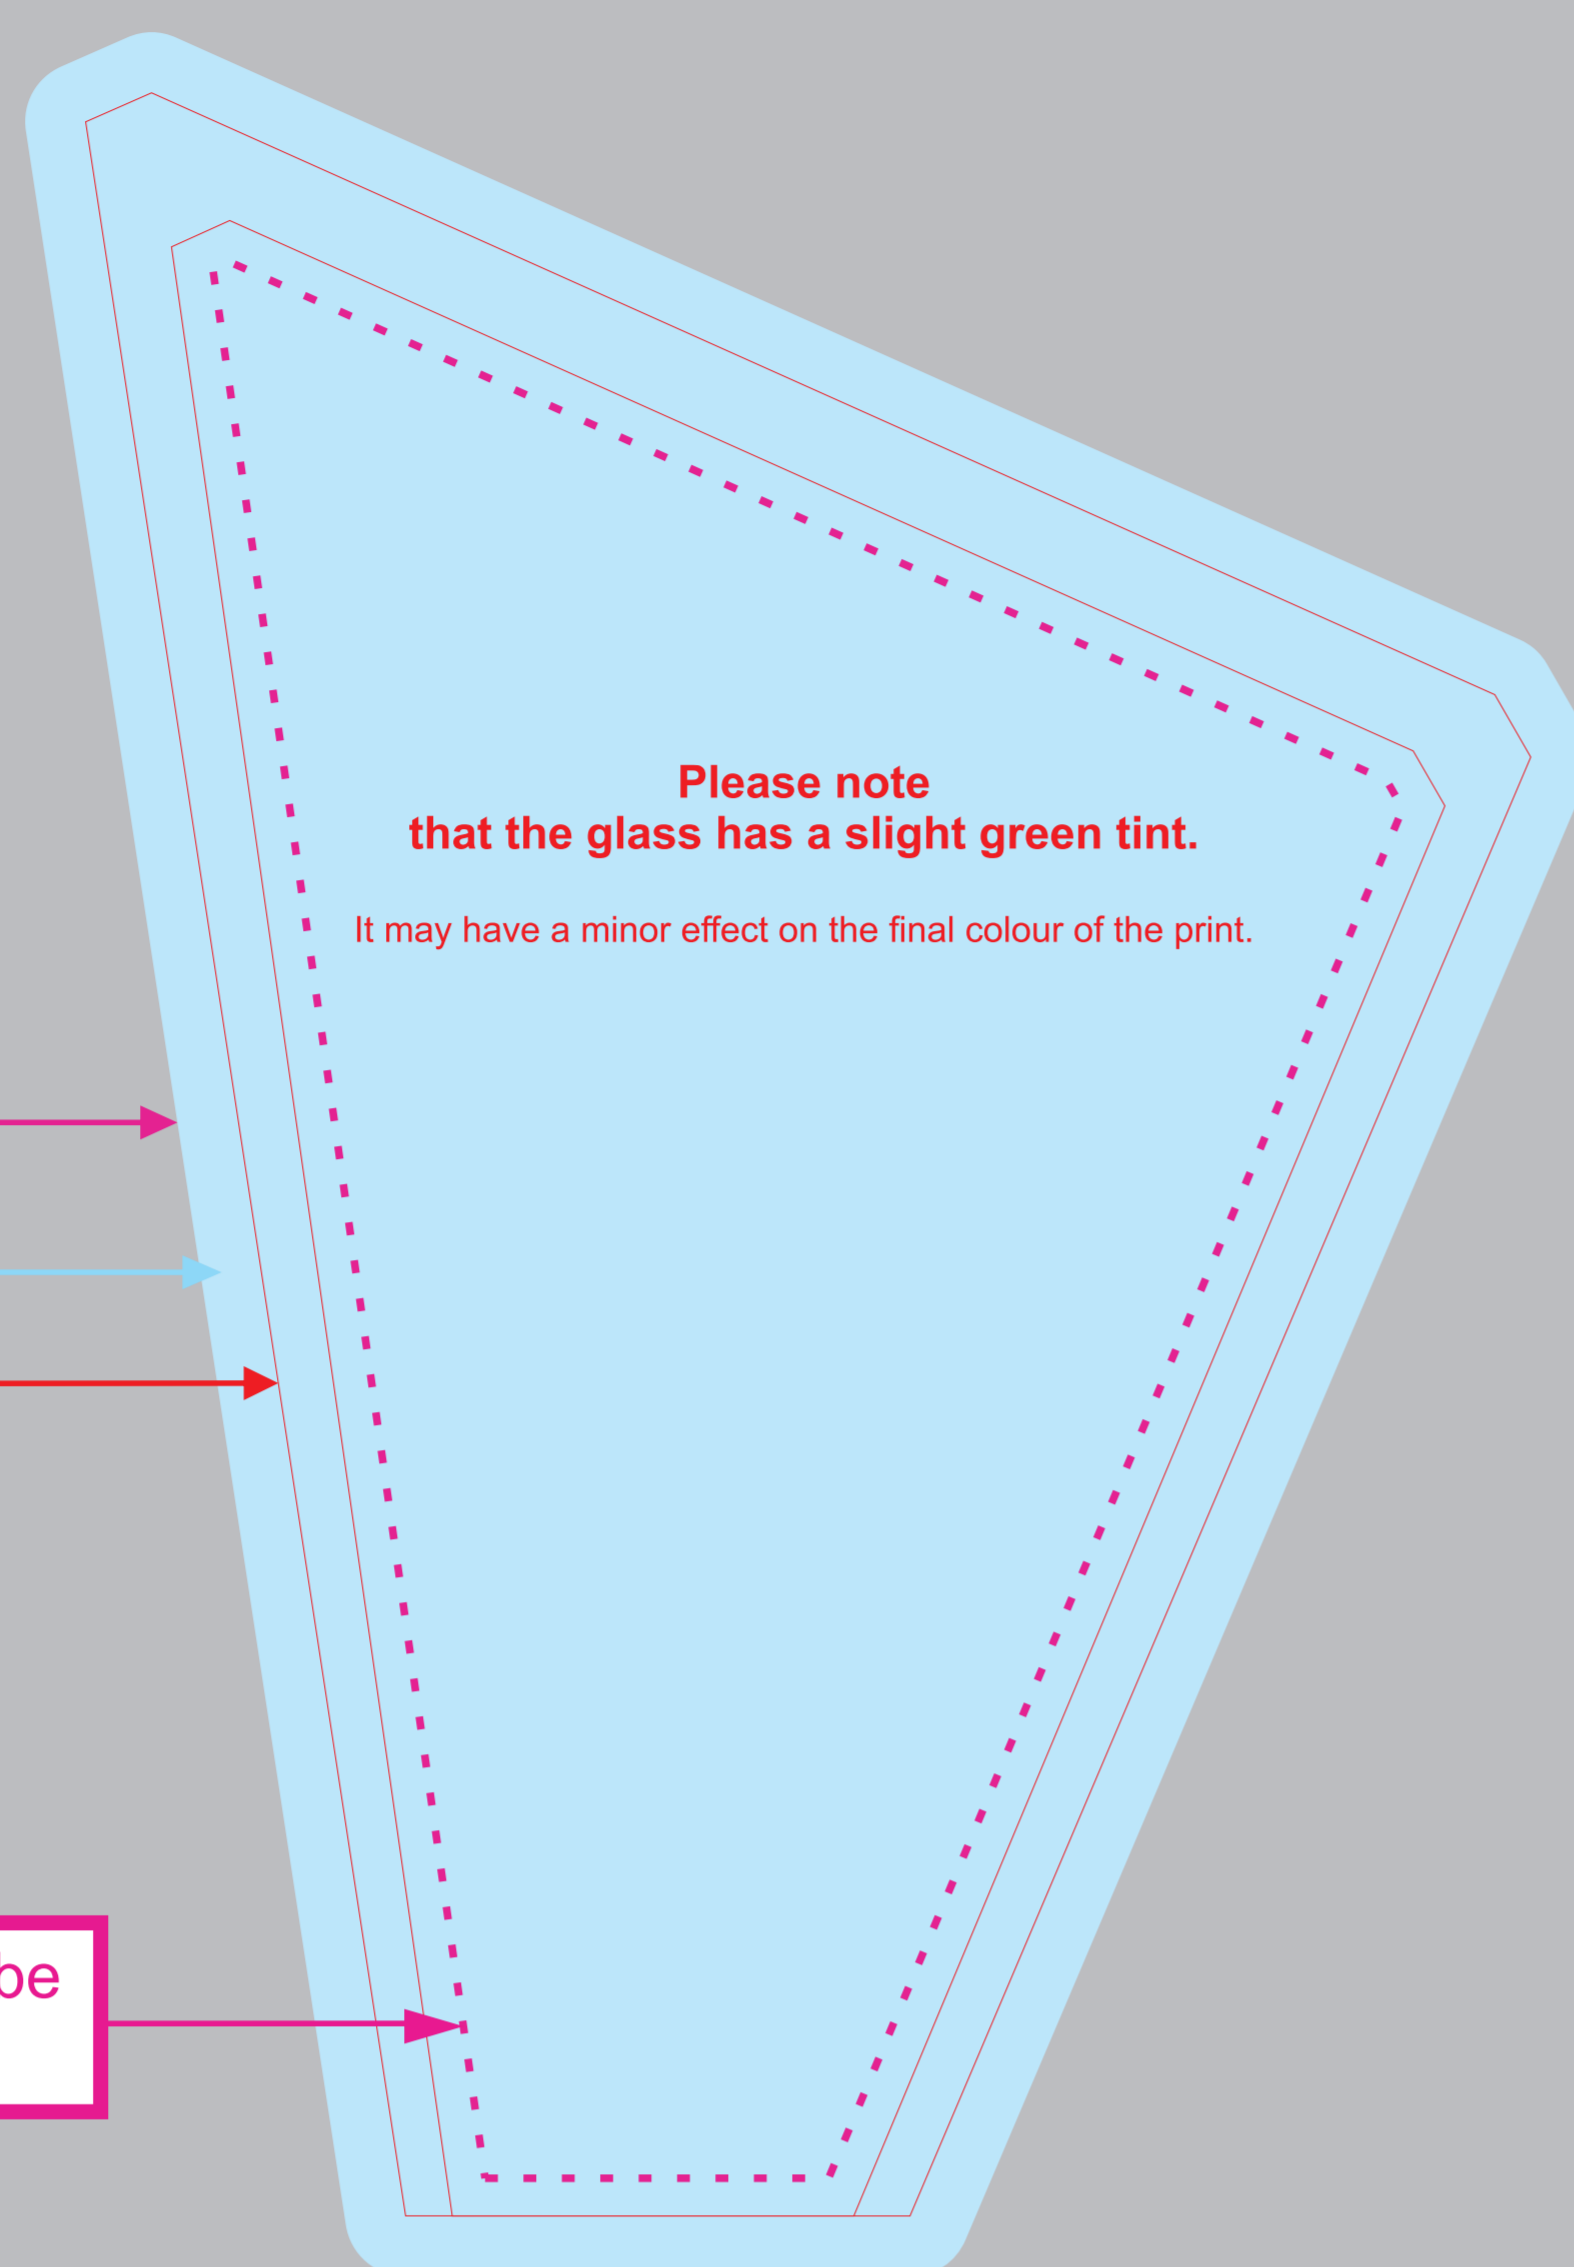 Please note
that the glass has a slight green tint.
It may have a minor effect on the final colour of the print.
be